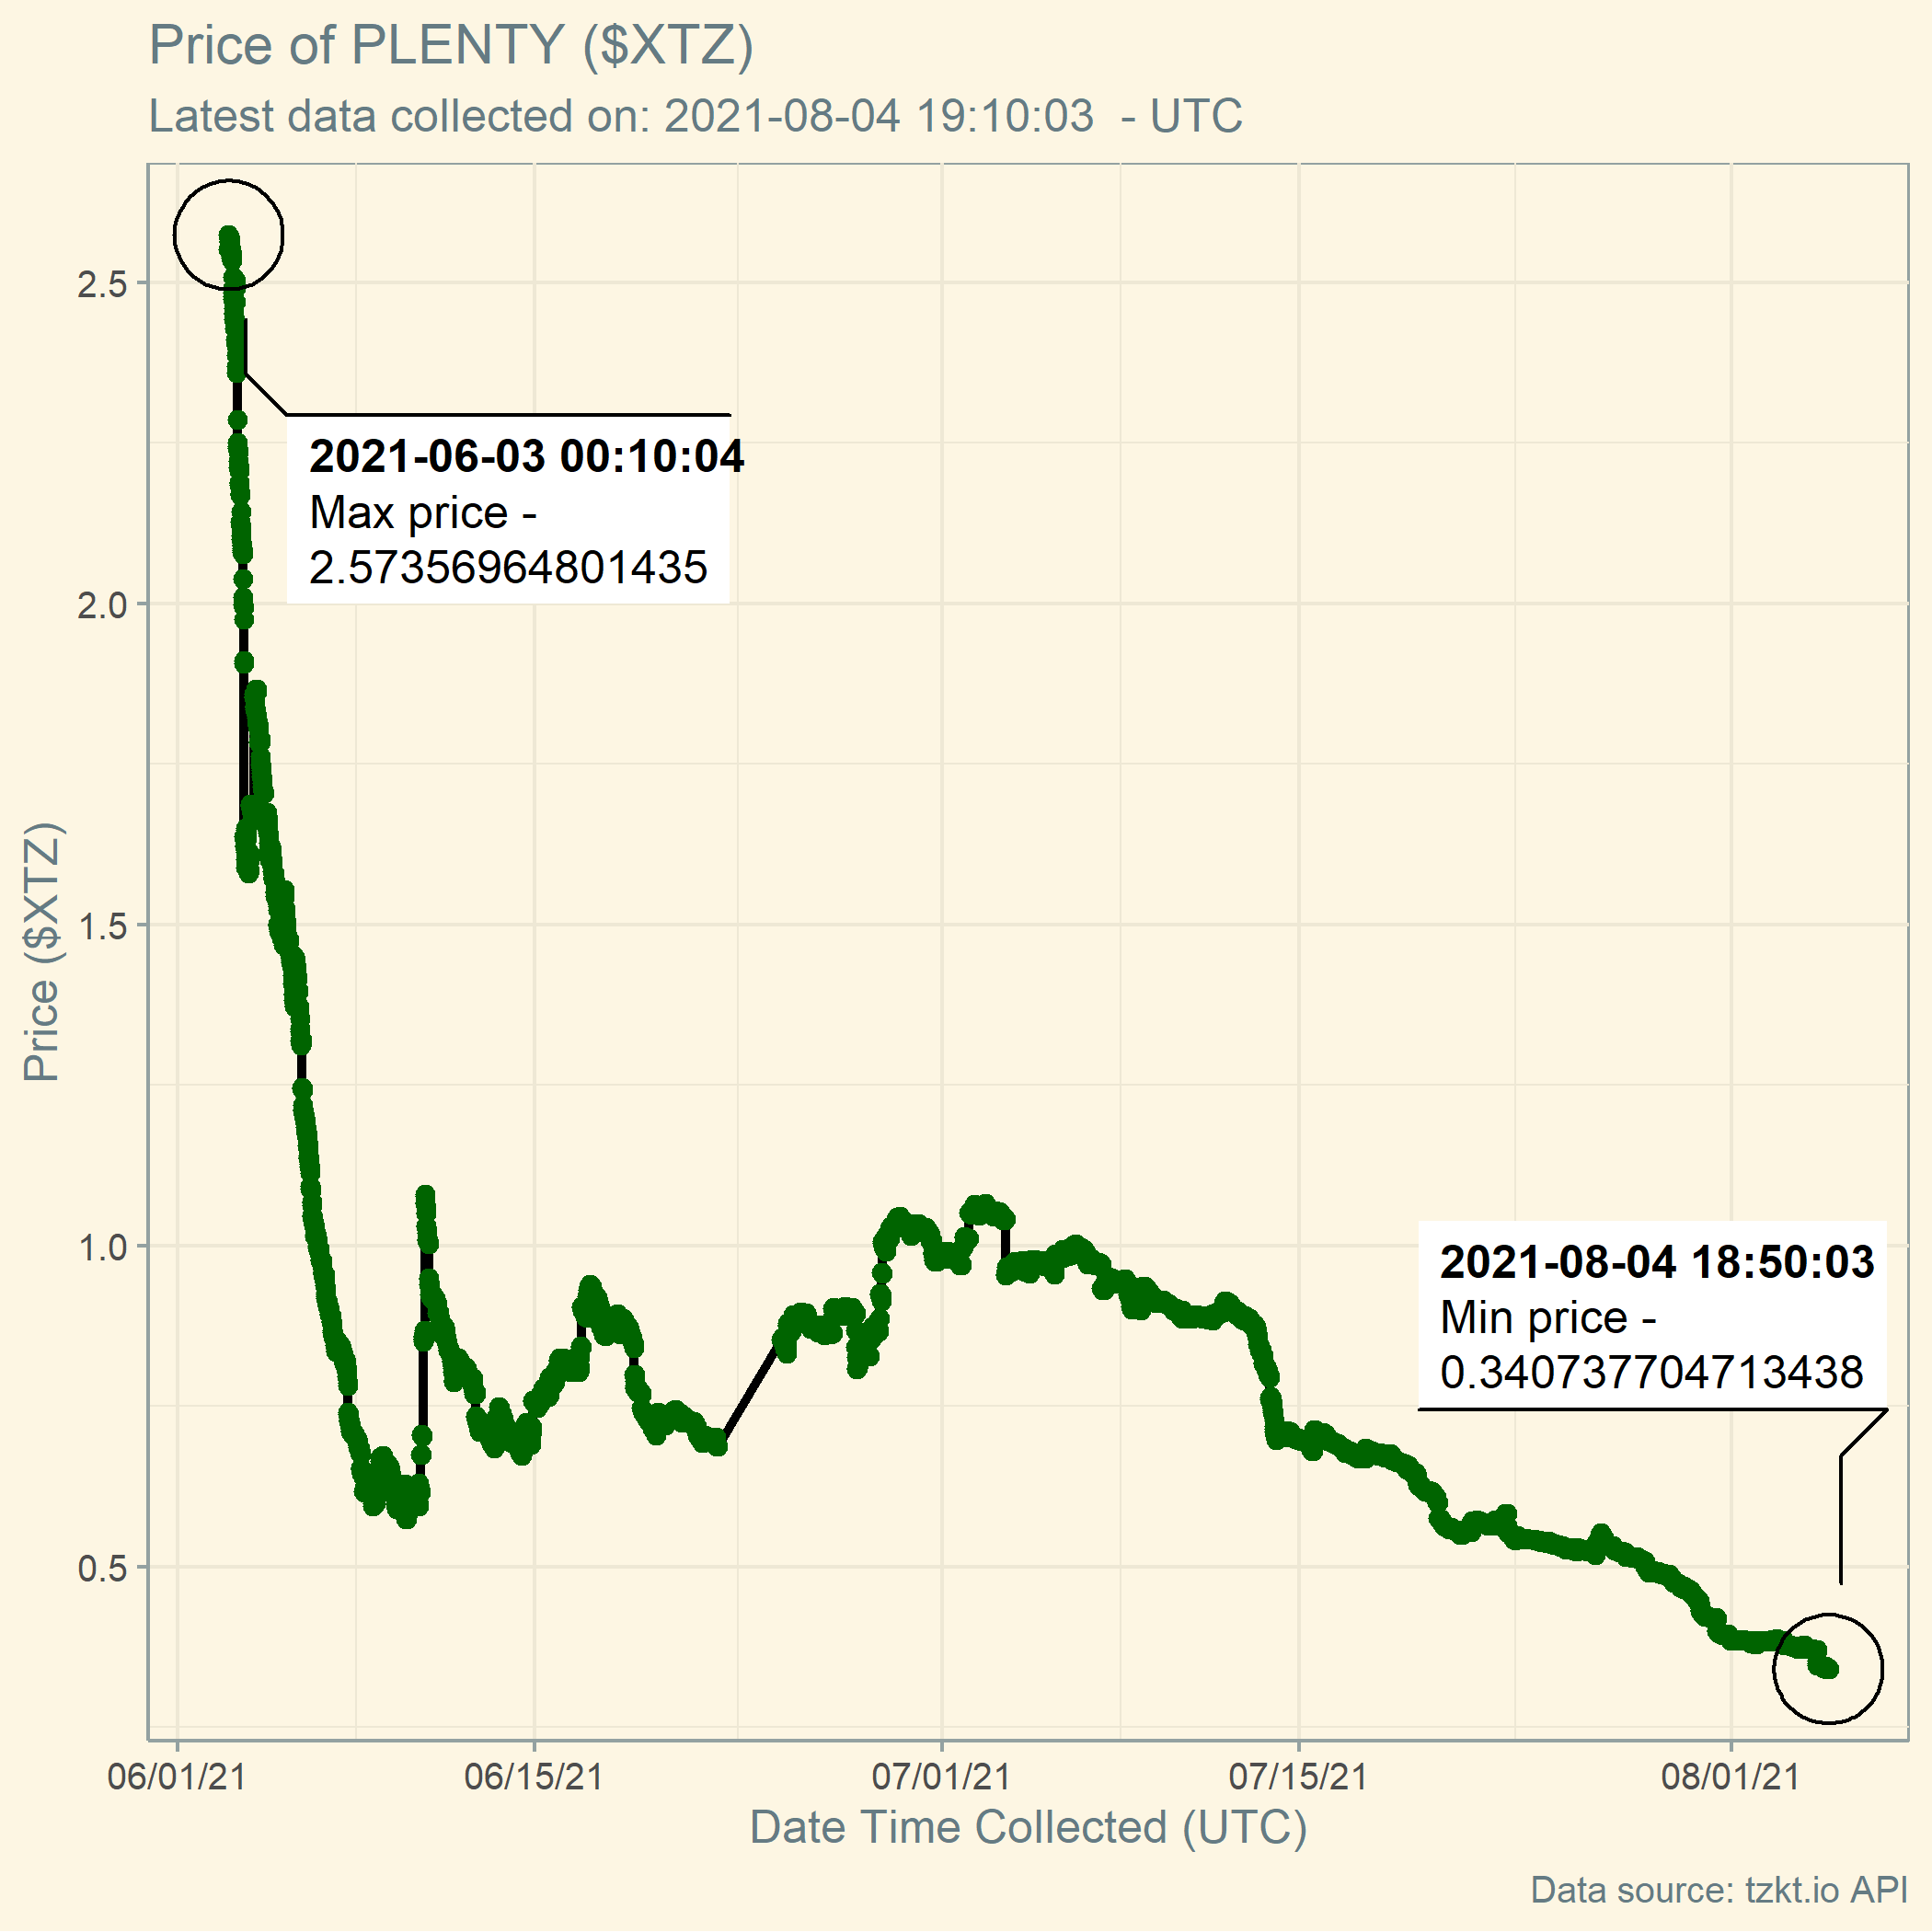 Price of PLENTY ($XTZ)
Latest data collected on: 2021-08-04 19:10:03  - UTC
2.5
2.0
1.5
1.0
0.5
Price ($XTZ)
2021-06-03 00:10:04
Max price -
2.57356964801435
2021-08-04 18:50:03
Min price -
0.340737704713438
06/01/21
06/15/21
07/01/21
07/15/21
08/01/21
Date Time Collected (UTC)
Data source: tzkt.io API